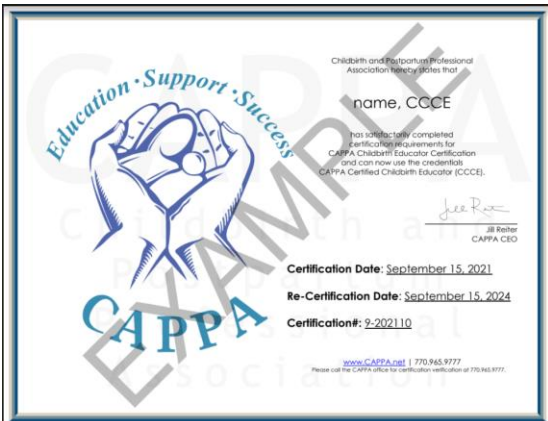 Education · Support · Success
CAPPA
Childbirth and Postpartum Professional
Association hereby states that
name, CCCE
has satisfactorily completed
certification requirements for
CAPPA Childbirth Educator Certification
and can now use the credentials
CAPPA Certified Childbirth Educator (CCCE).
Jill Reiter
CAPPA CEO
Certification Date: September 15, 2021
Re-Certification Date: September 15, 2024
Certification#: 9-202110
www.CAPPA.net | 770.965.9777
Please call the CAPPA office for certification verification at 770.965.9777.
EXAMPLE
CAPPA
Childbirth and
Postpartum
Professional
Association